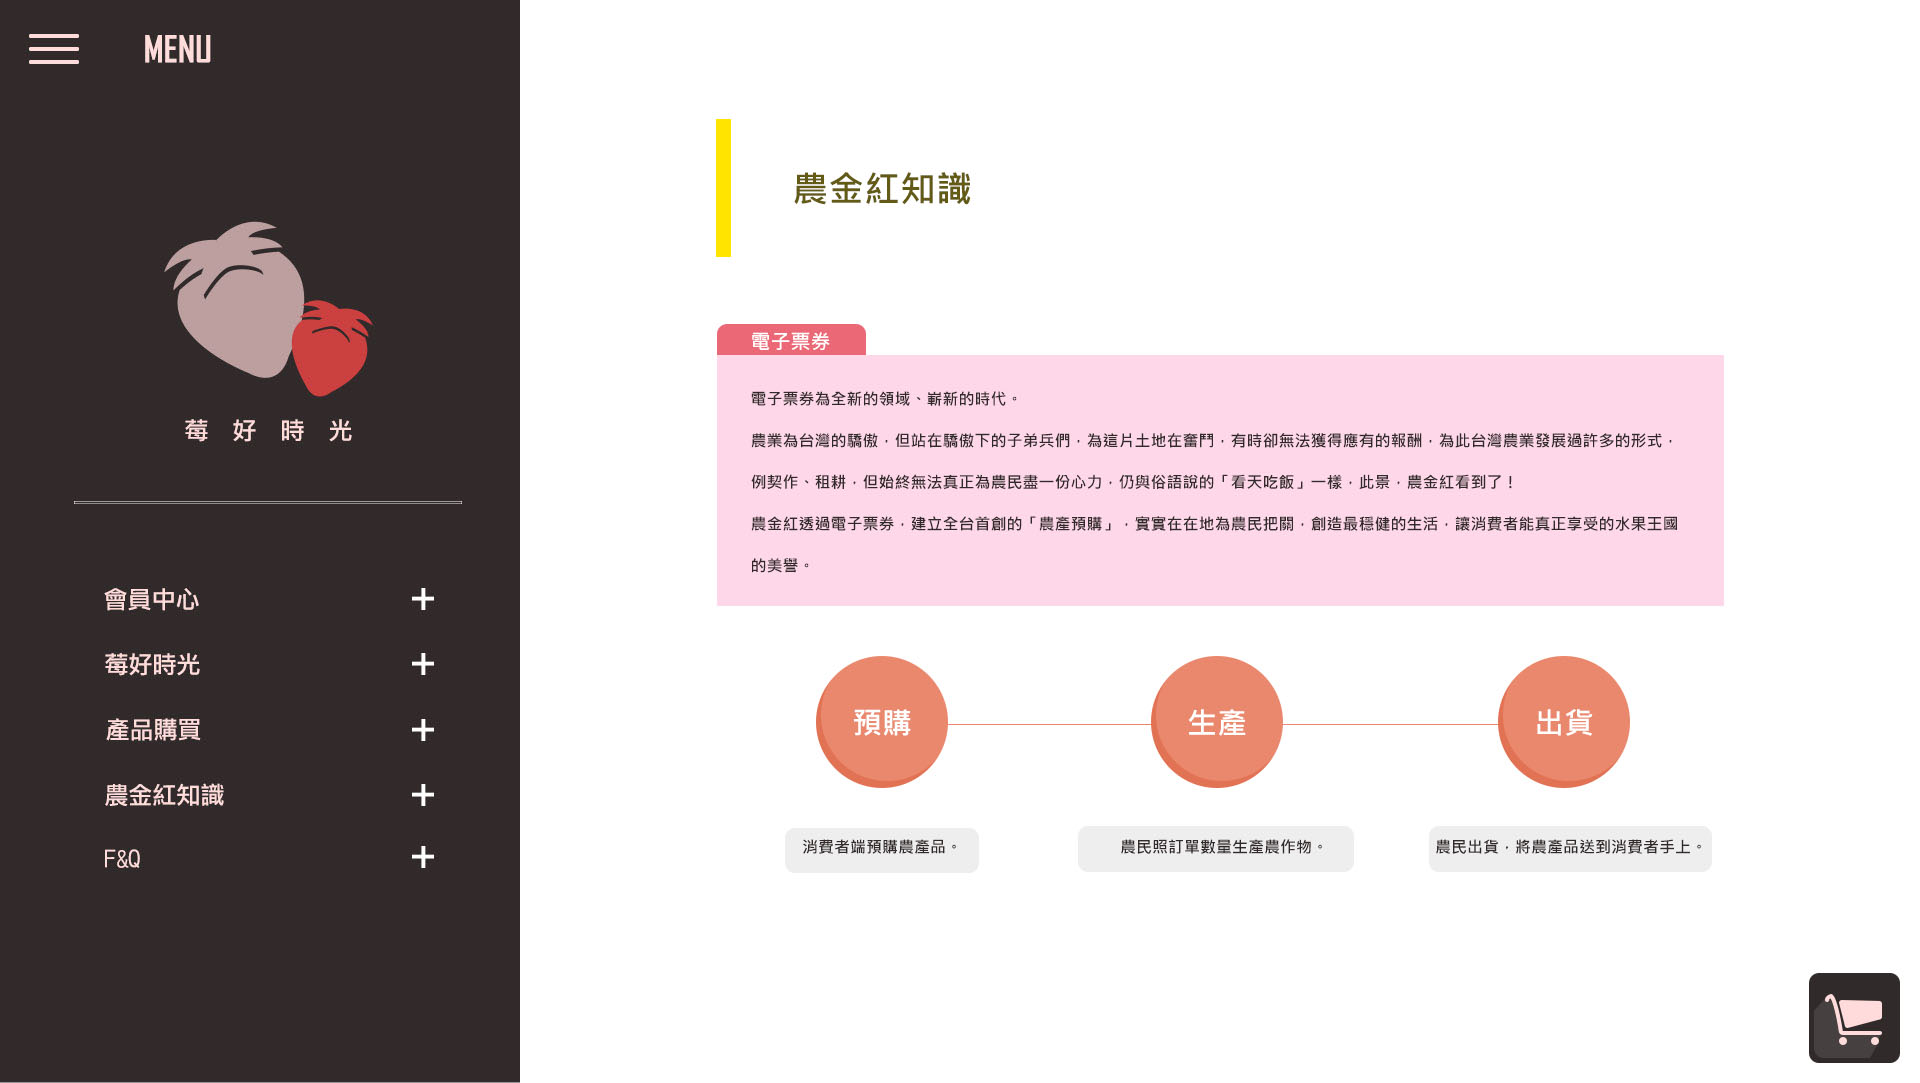 MENU
莓好時光
會員中心
莓好時光
產品購買
農金紅知識
F&Q
農金紅知識
電子票券
電子票券為全新的領域、嶄新的時代。
農業為台灣的驕傲，但站在驕傲下的子弟兵們，為這片土地在奮鬥，有時卻無法獲得應有的報酬，為此台灣農業發展過許多的形式，
例契作、租耕，但始終無法真正為農民盡一份心力，仍與俗語說的「看天吃飯」一樣，此景，農金紅看到了！
農金紅透過電子票券，建立全台首創的「農產預購」，實實在在地為農民把關，創造最穩健的生活，讓消費者能真正享受的水果王國
的美譽。
預購
生產
出貨
消費者端預購農產品。
農民照訂單數量生產農作物。
農民出貨，將農產品送到消費者手上。